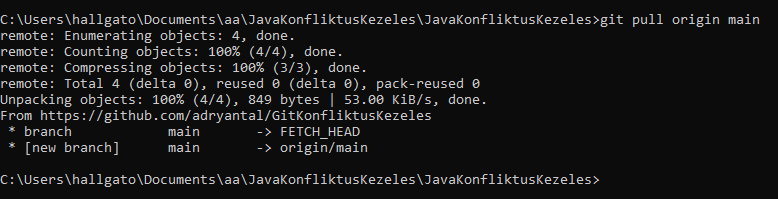 C:\Users\hallgato\Documents\aa\JavaKonfliktusKezeles\JavaKonfliktusKezeles>git pull origin main
remote: Enumerating objects: 4, done.
remote: Counting objects: 100% (4/4), done.
remote: Compressing objects: 100% (3/3), done.
remote: Total 4 (delta 0), reused 0 (delta 0), pack-reused 0
Unpacking objects: 100% (4/4), 849 bytes | 53.00 KiB/s, done.
From https://github.com/adryantal/GitKonfliktusKezeles
 * branch            main       -> FETCH_HEAD
 * [new branch]      main       -> origin/main
C:\Users\hallgato\Documents\aa\JavaKonfliktusKezeles\JavaKonfliktusKezeles>